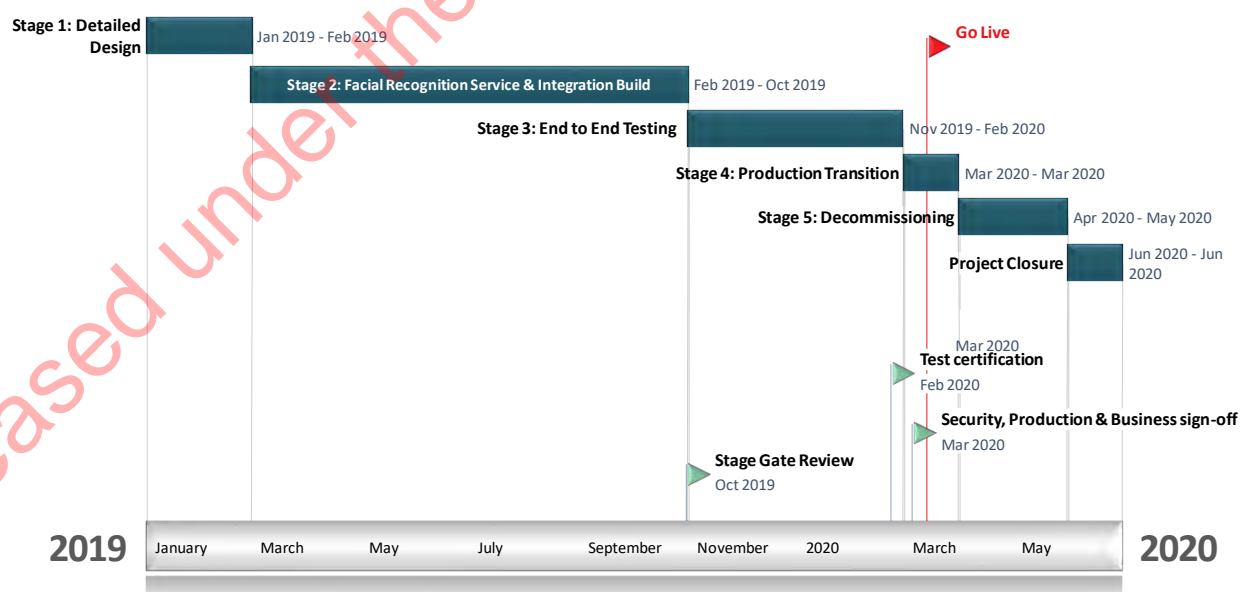 Stage 1: Detailed
Design
Jan 2019 - Feb 2019
Go Live
Stage 2: Facial Recognition Service & Integration Build
Feb 2019 - Oct 2019
Stage 3: End to End Testing
Nov 2019 - Feb 2020
Stage 4: Production Transition
Mar 2020 - Mar 2020
Stage 5: Decommissioning
Apr 2020 - May 2020
Project Closure
Jun 2020 - Jun
2020
Mar 2020
Test certification
Feb 2020
Security, Production & Business sign-off
Mar 2020
Stage Gate Review
Oct 2019
2019
January
March
May
July
September
November
2020
March
May
2020
eased under the